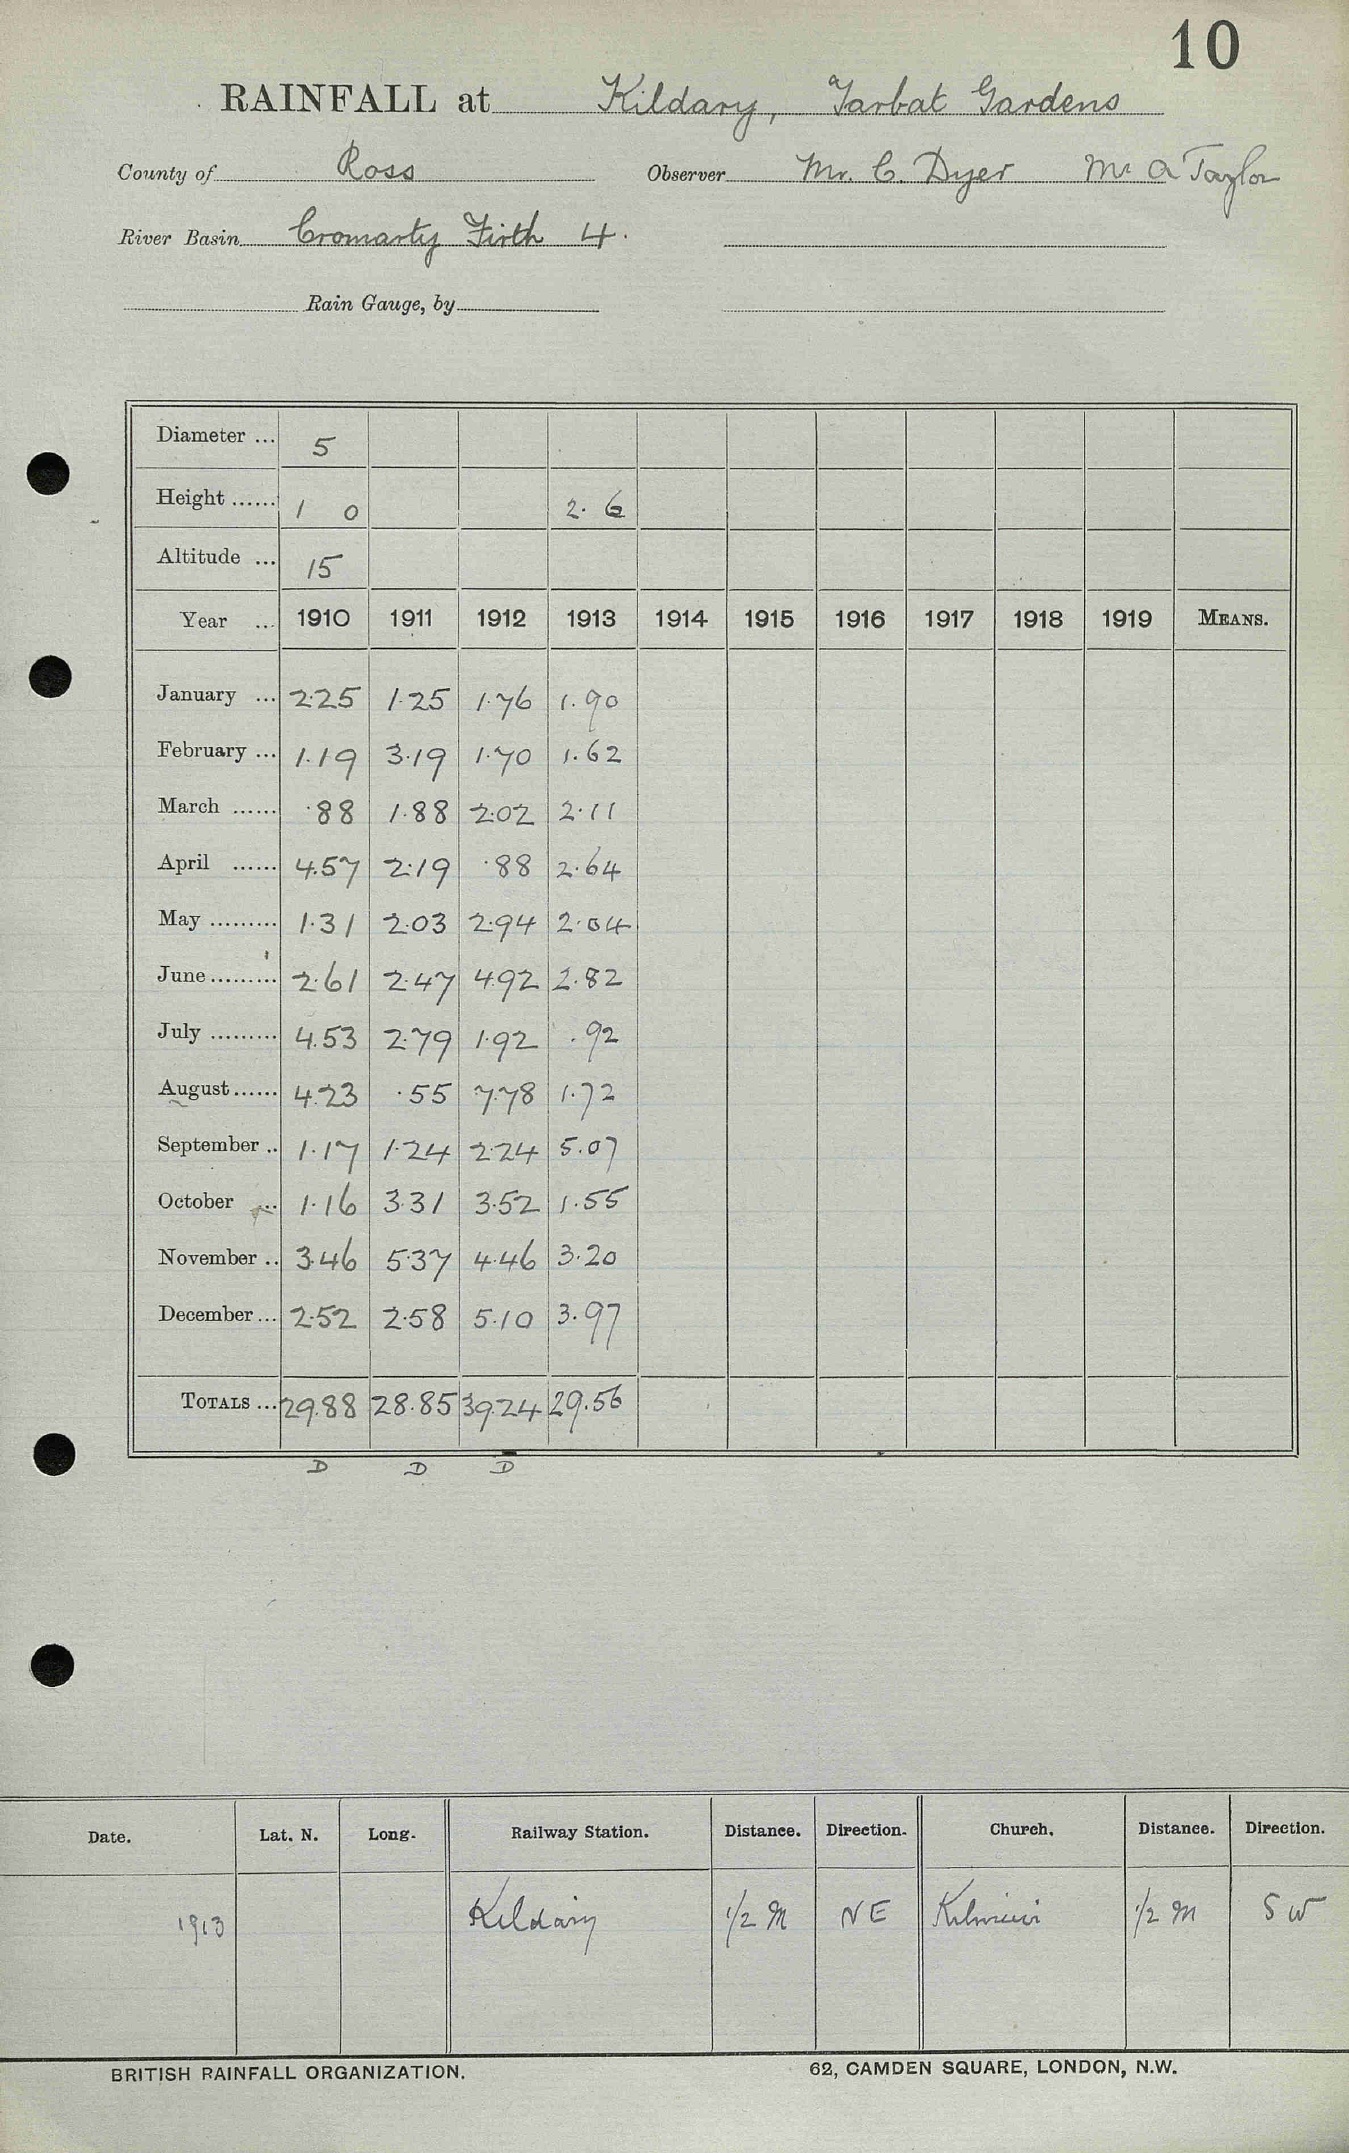 10
RAINFALL at Kildary, Tarbat Gardens
County of Ross Observer Mr. C. Dyer Mr A Taylor
River Basin Cromarty Firth 4.
Rain Gauge, by
Diameter ... 5
Height ...... 1 0 2. 6
Altitude ... 15
Year ... 1910 1911 1912 1913 1914 1915 1916 1917 1918 1919 MEANS.
January ... 2.25 1.25 1.76 1.90
February ... 1.19 3.19 1.70 1.62
March ...... .88 1.88 2.02 2.11
April ...... 4.57 2.19 .88 2.64
May ......... 1.31 2.03 2.94 2.04
June ......... 2.61 2.47 4.92 2.82
July ......... 4.53 2.79 1.92 .92
August ...... 4.23 .55 7.78 1.72
September .. 1.17 1.24 2.24 5.07
October ... 1.16 3.31 3.52 1.55
November .. 3.46 5.37 4.46 3.20
December ... 2.52 2.58 5.10 3.97
TOTALS ... 29.88 28.85 39.24 29.56
D D D
Date. Lat. N. Long. Railway Station. Distance. Direction. Church. Distance. Direction.
1913 Kildary 1/2 M NE 1/2 M SW
BRITISH RAINFALL ORGANIZATION. 62, CAMDEN SQUARE, LONDON, N.W.